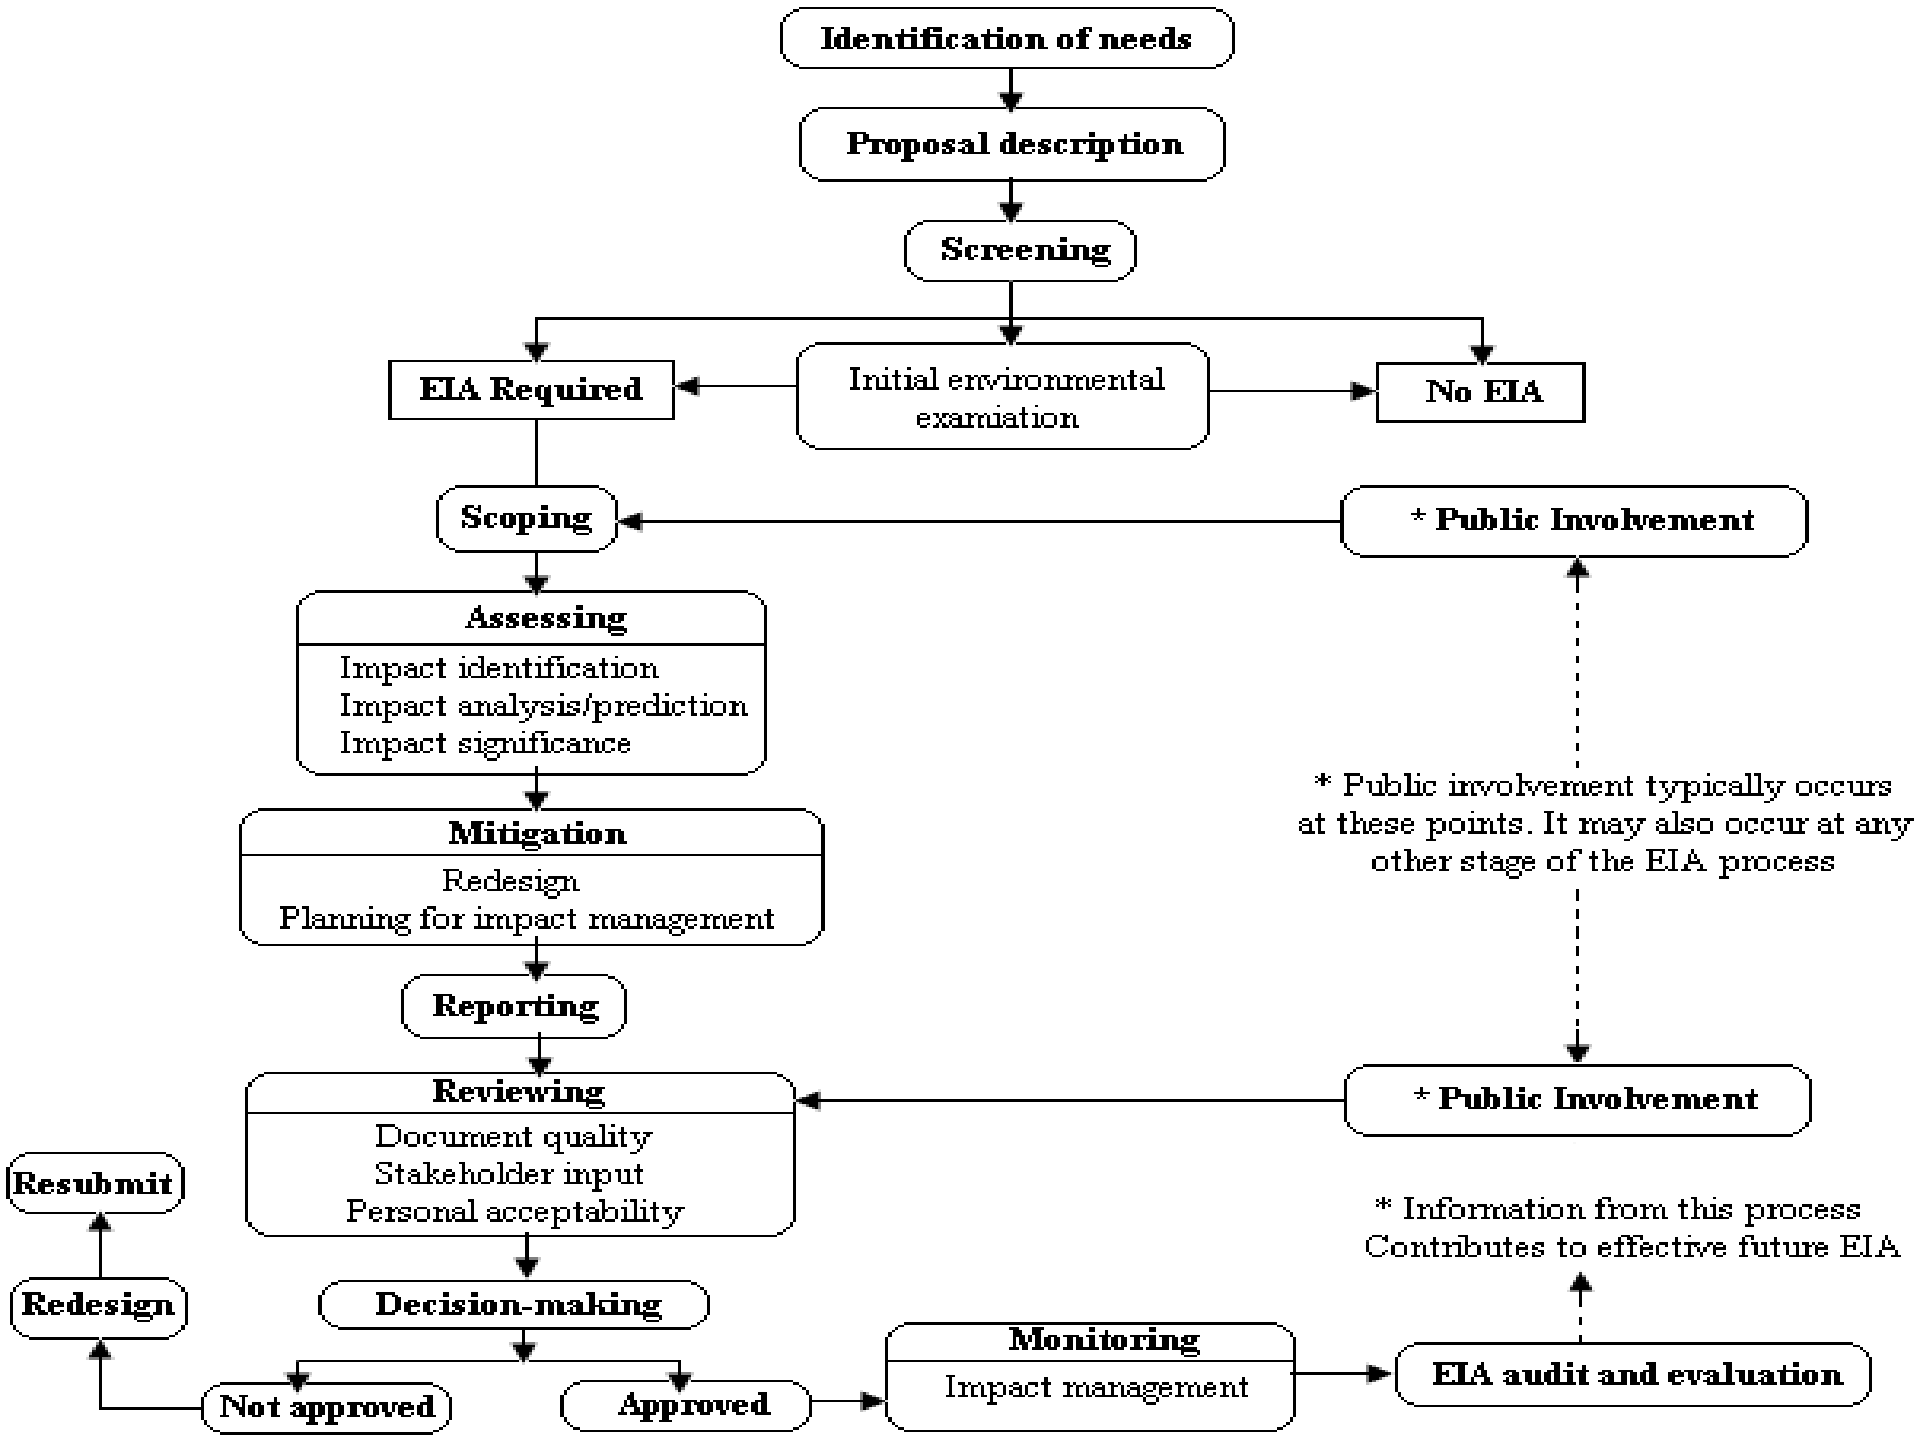 Identification of needs
Proposal description
Screening
EIA Required
Initial environmental
examiation
No EIA
Scoping
* Public Involvement
Assessing
Impact identification
Impact analysis/prediction
Impact significance
* Public involvement typically occurs
at these points. It may also occur at any
other stage of the EIA process
Mitigation
Redesign
Planning for impact management
Reporting
Reviewing
* Public Involvement
Document quality
Stakeholder input
Personal acceptability
Resubmit
* Information from this process
Contributes to effective future EIA
Redesign
Decision-making
Monitoring
Impact management
EIA audit and evaluation
Not approved
Approved